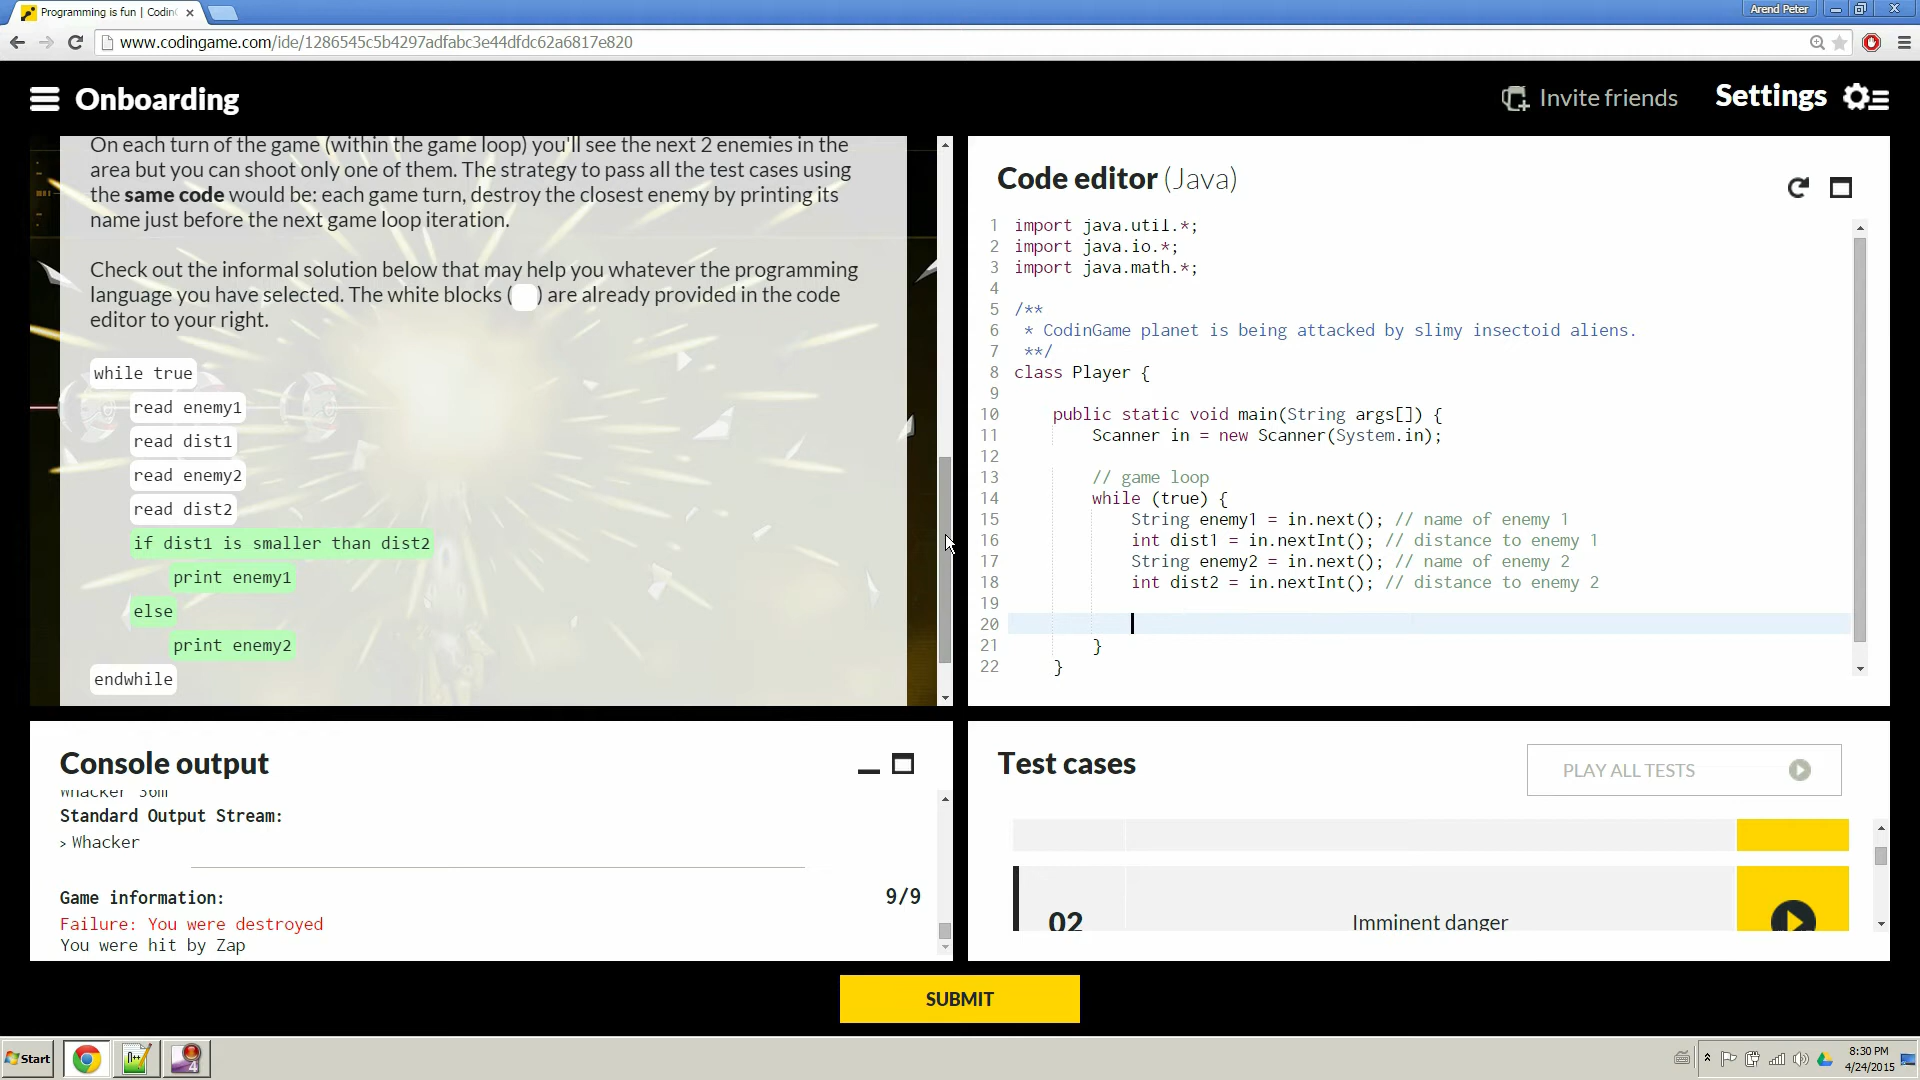 Programming is fun | Codin
Arend Peter
www.codingame.com/ide/1286545c5b4297adfabc3e44dfdc62a6817e820
Onboarding
Invite friends
Settings
On each turn of the game (within the game loop) you'll see the next 2 enemies in the
area but you can shoot only one of them. The strategy to pass all the test cases using
the same code would be: each game turn, destroy the closest enemy by printing its
name just before the next game loop iteration.
Check out the informal solution below that may help you whatever the programming
language you have selected. The white blocks ( ) are already provided in the code
editor to your right.
while true
read enemy1
read dist1
read enemy2
read dist2
if dist1 is smaller than dist2
print enemy1
else
print enemy2
endwhile
Code editor (Java)
1 import java.util.*;
2 import java.io.*;
3 import java.math.*;
4
5 /**
6 * CodinGame planet is being attacked by slimy insectoid aliens.
7 **/
8 class Player {
9
10 public static void main(String args[]) {
11 Scanner in = new Scanner(System.in);
12
13 // game loop
14 while (true) {
15 String enemy1 = in.next(); // name of enemy 1
16 int dist1 = in.nextInt(); // distance to enemy 1
17 String enemy2 = in.next(); // name of enemy 2
18 int dist2 = in.nextInt(); // distance to enemy 2
19
20
21 }
22 }
Console output
Whacker 36m
Standard Output Stream:
> Whacker
Game information:
9/9
Failure: You were destroyed
You were hit by Zap
Test cases
PLAY ALL TESTS
02
Imminent danger
SUBMIT
Start
8:30 PM
4/24/2015